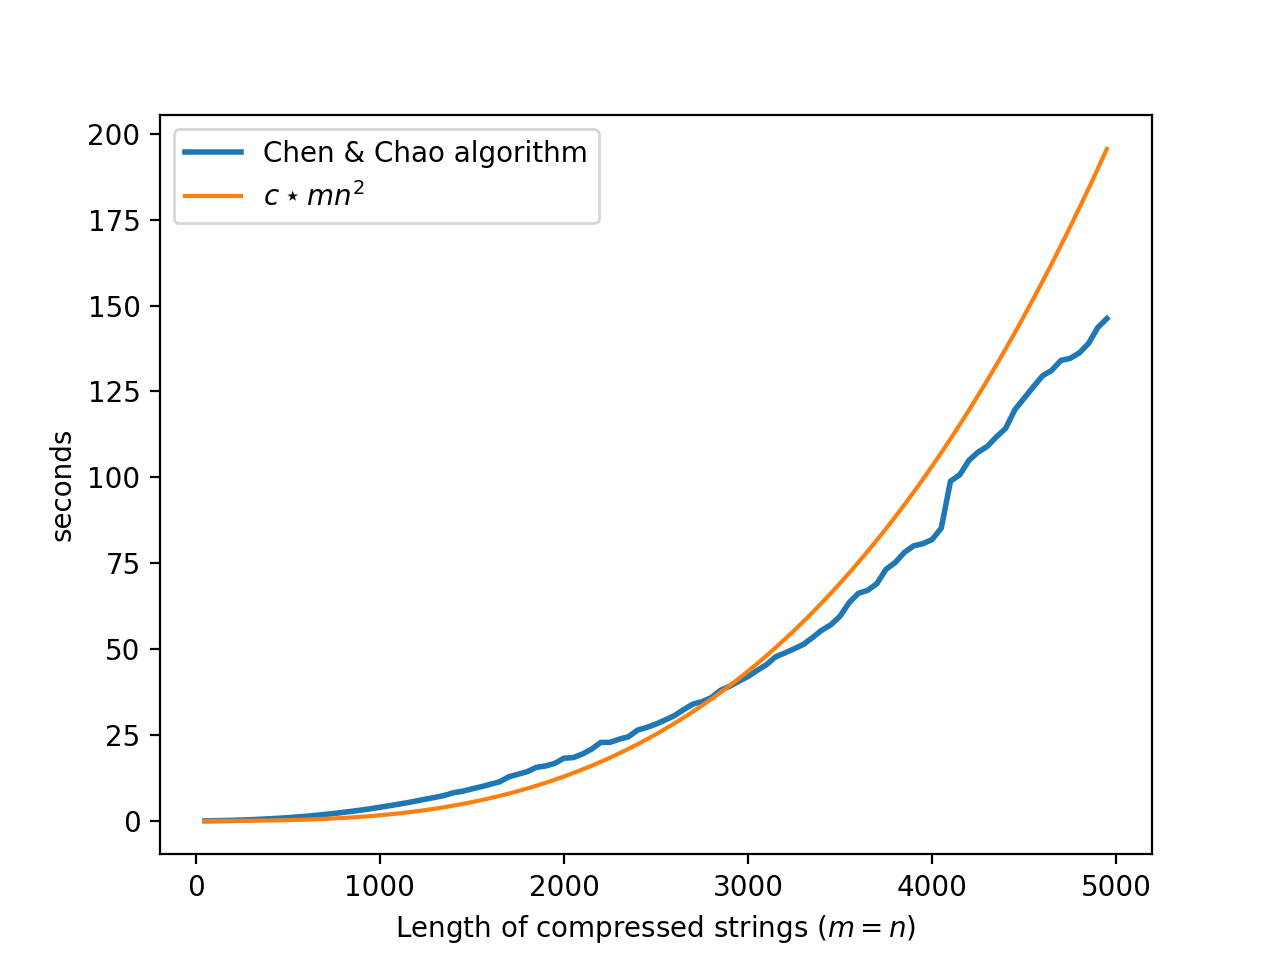 Chen & Chao algorithm
c ⋆ mn²
200
175
150
125
100
75
50
25
0
seconds
0 1000 2000 3000 4000 5000
Length of compressed strings (m = n)